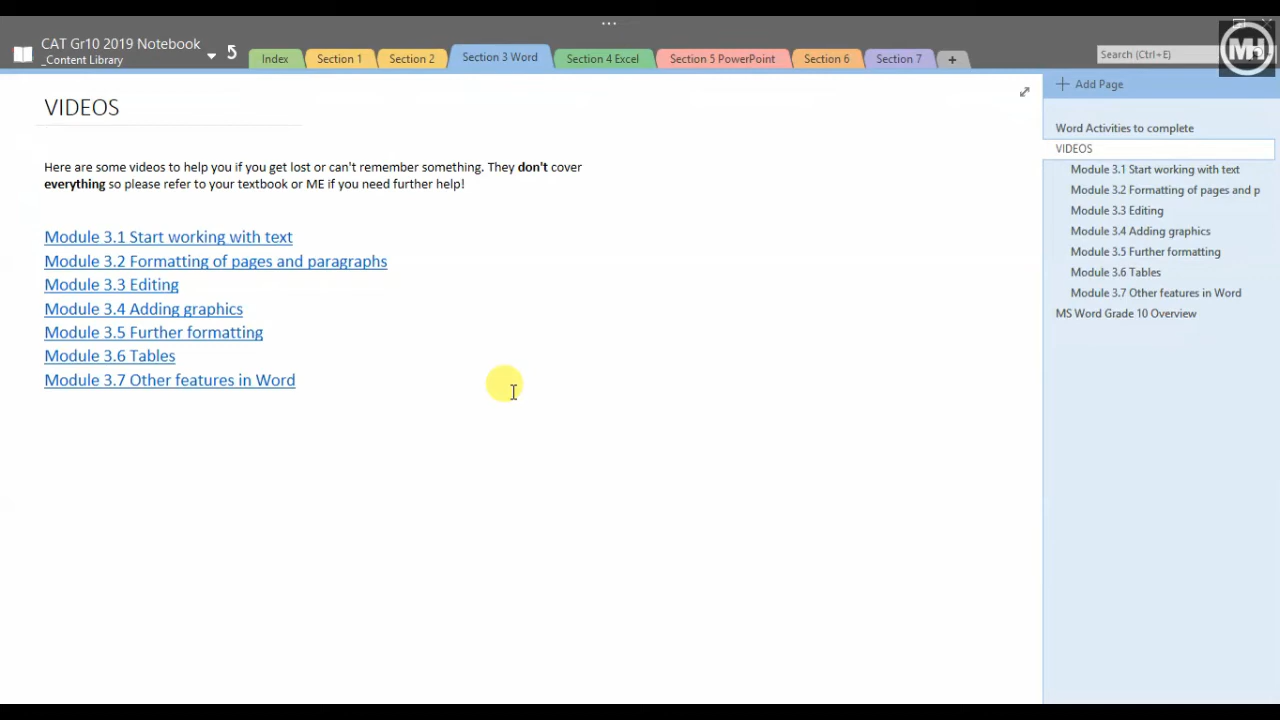 CAT Gr10 2019 Notebook
_Content Library
Index
Section 1
Section 2
Section 3 Word
Section 4 Excel
Section 5 PowerPoint
Section 6
Section 7
+
Search (Ctrl+E)
VIDEOS
Here are some videos to help you if you get lost or can't remember something. They don't cover
everything so please refer to your textbook or ME if you need further help!
Module 3.1 Start working with text
Module 3.2 Formatting of pages and paragraphs
Module 3.3 Editing
Module 3.4 Adding graphics
Module 3.5 Further formatting
Module 3.6 Tables
Module 3.7 Other features in Word
Add Page
Word Activities to complete
VIDEOS
Module 3.1 Start working with text
Module 3.2 Formatting of pages and p
Module 3.3 Editing
Module 3.4 Adding graphics
Module 3.5 Further formatting
Module 3.6 Tables
Module 3.7 Other features in Word
MS Word Grade 10 Overview